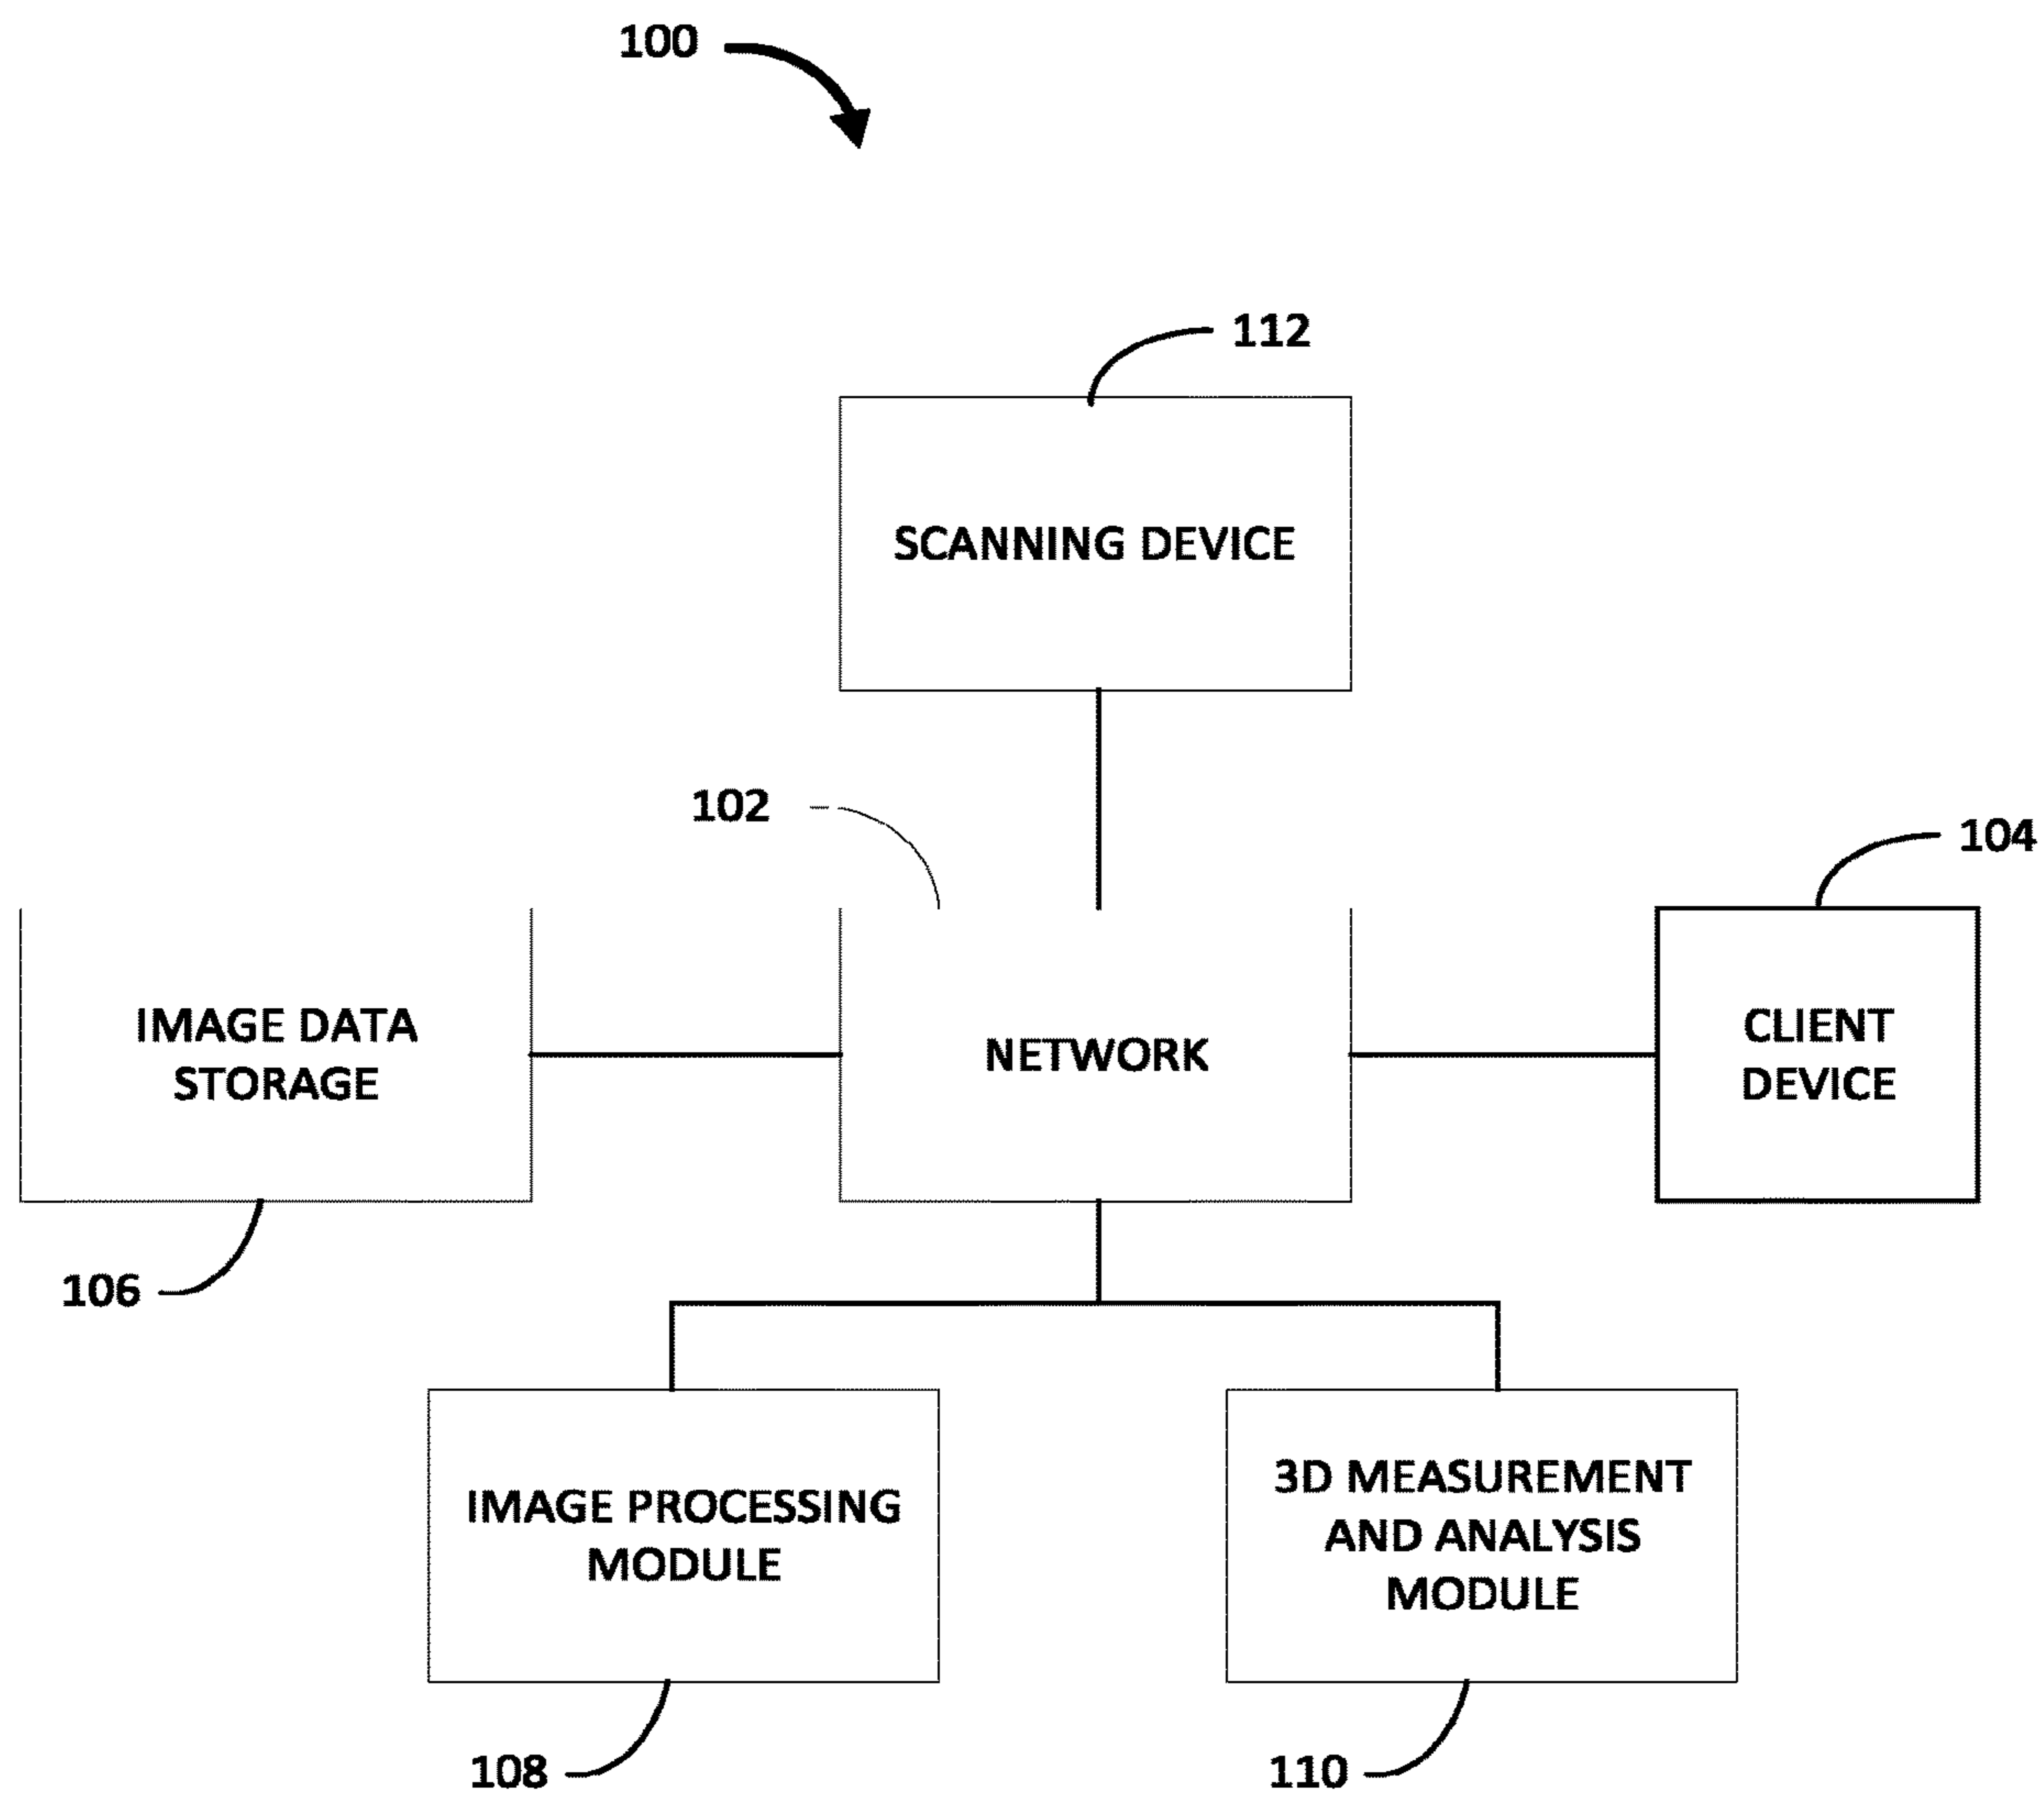 100
112
SCANNING DEVICE
102
104
IMAGE DATA
STORAGE
NETWORK
CLIENT
DEVICE
106
IMAGE PROCESSING
MODULE
3D MEASUREMENT
AND ANALYSIS
MODULE
108
110